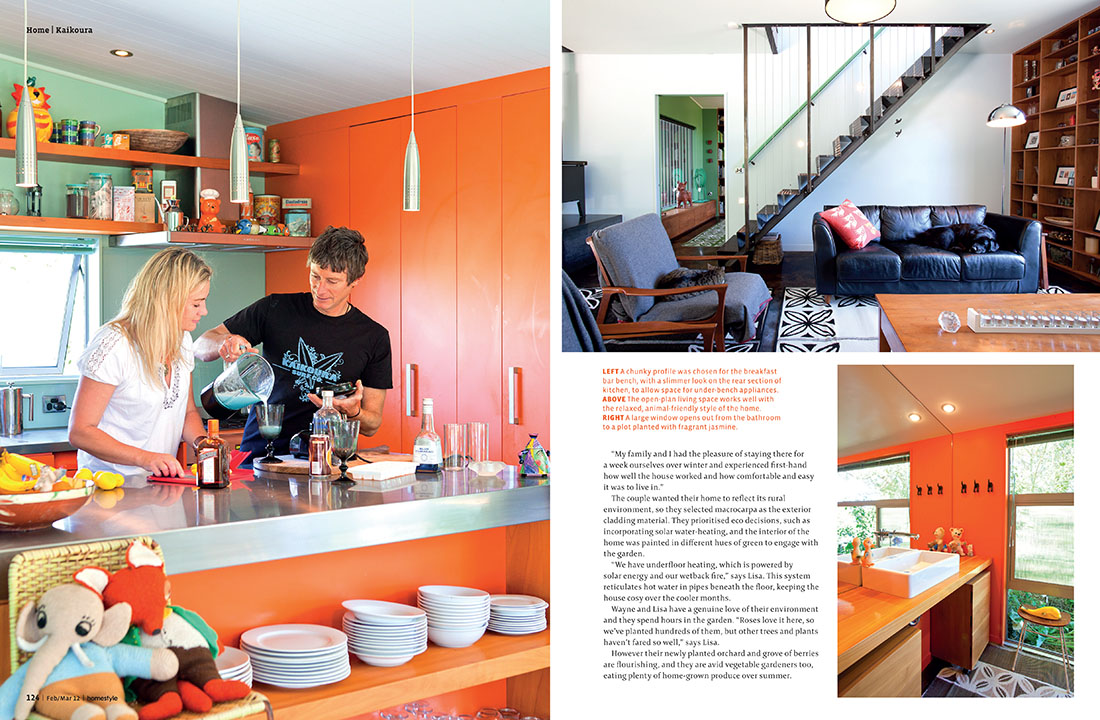 Home | Kaikoura
KAIKOURA
SURF CO.
LEFT A chunky profile was chosen for the breakfast
bar bench, with a slimmer look on the rear section of
kitchen, to allow space for under-bench appliances.
ABOVE The open-plan living space works well with
the relaxed, animal-friendly style of the home.
RIGHT A large window opens out from the bathroom
to a plot planted with fragrant jasmine.
“My family and I had the pleasure of staying there for
a week ourselves over winter and experienced first-hand
how well the house worked and how comfortable and easy
it was to live in.”
The couple wanted their home to reflect its rural
environment, so they selected macrocarpa as the exterior
cladding material. They prioritised eco decisions, such as
incorporating solar water-heating, and the interior of the
home was painted in different hues of green to engage with
the garden.
“We have underfloor heating, which is powered by
solar energy and our wetback fire,” says Lisa. This system
reticulates hot water in pipes beneath the floor, keeping the
house cosy over the cooler months.
Wayne and Lisa have a genuine love of their environment
and they spend hours in the garden. “Roses love it here, so
we’ve planted hundreds of them, but other trees and plants
haven’t fared so well,” says Lisa.
However their newly planted orchard and grove of berries
are flourishing, and they are avid vegetable gardeners too,
eating plenty of home-grown produce over summer.
124 | Feb/Mar 12 | homestyle